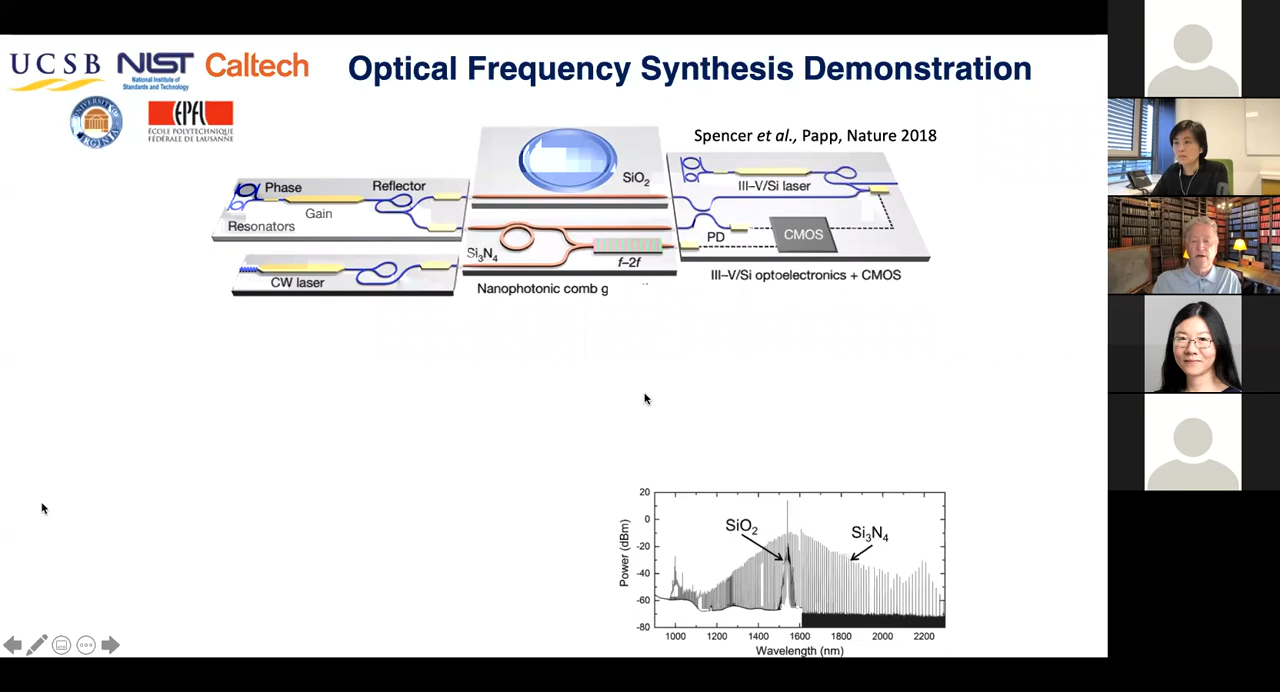 UCSB NIST Caltech
National Institute of
Standards and Technology
Optical Frequency Synthesis Demonstration
EPFL
ÉCOLE POLYTECHNIQUE
FÉDÉRALE DE LAUSANNE
Spencer et al., Papp, Nature 2018
Phase
Reflector
Gain
Resonators
SiO2
III–V/Si laser
Si3N4
f–2f
PD
CMOS
CW laser
Nanophotonic comb g
III–V/Si optoelectronics + CMOS
20
0
-20
-40
-60
-80
Power (dBm)
SiO2
Si3N4
1000 1200 1400 1600 1800 2000 2200
Wavelength (nm)